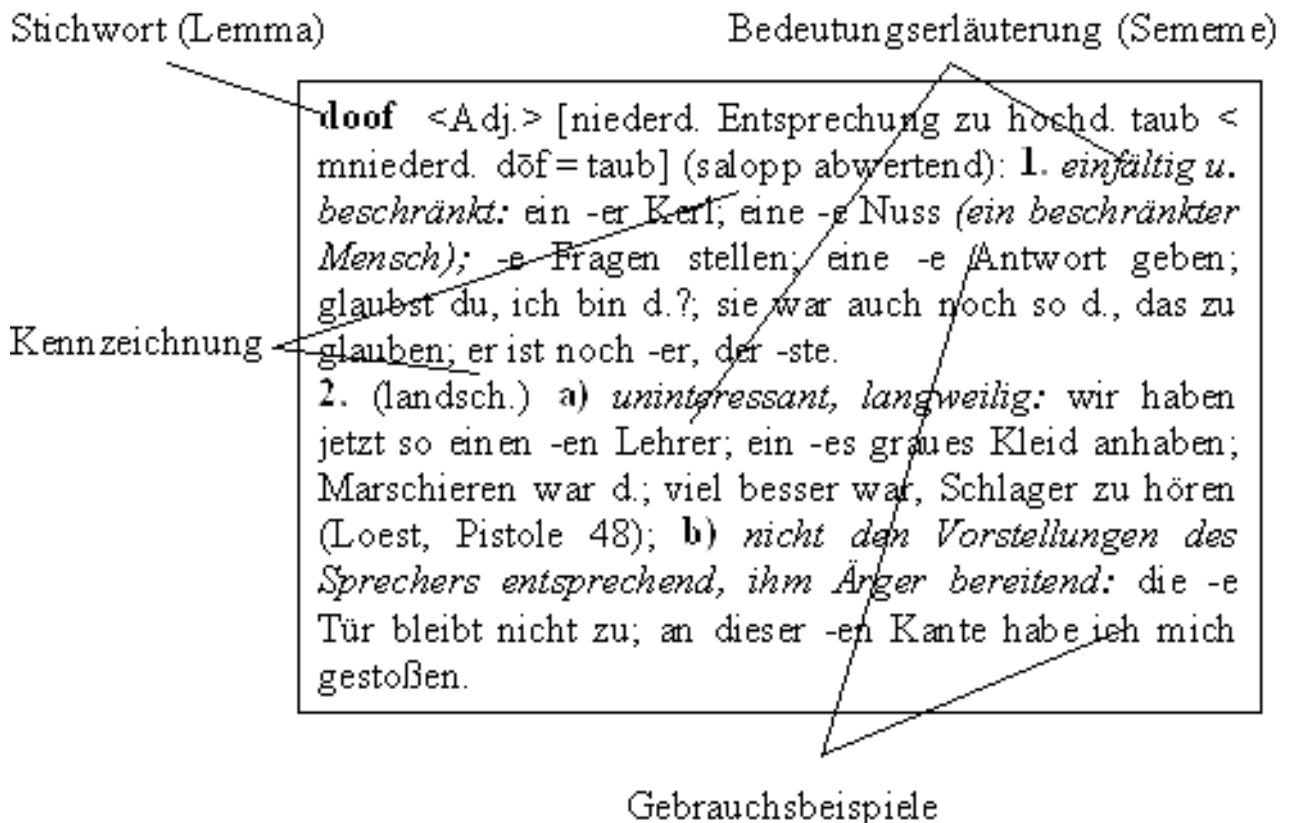 Stichwort (Lemma)
Bedeutungserläuterung (Sememe)
doof <Adj.> [niederd. Entsprechung zu hochd. taub <
mniederd. dōf = taub] (salopp abwertend): 1. einfältig u.
beschränkt: ein -er Kerl; eine -e Nuss (ein beschränkter
Mensch); -e Fragen stellen; eine -e Antwort geben;
glaubst du, ich bin d.?; sie war auch noch so d., das zu
Kennzeichnung
glauben; er ist noch -er, der -ste.
2. (landsch.) a) uninteressant, langweilig: wir haben
jetzt so einen -en Lehrer; ein -es graues Kleid anhaben;
Marschieren war d.; viel besser war, Schlager zu hören
(Loest, Pistole 48); b) nicht den Vorstellungen des
Sprechers entsprechend, ihm Ärger bereitend: die -e
Tür bleibt nicht zu; an dieser -en Kante habe ich mich
gestoßen.
Gebrauchsbeispiele